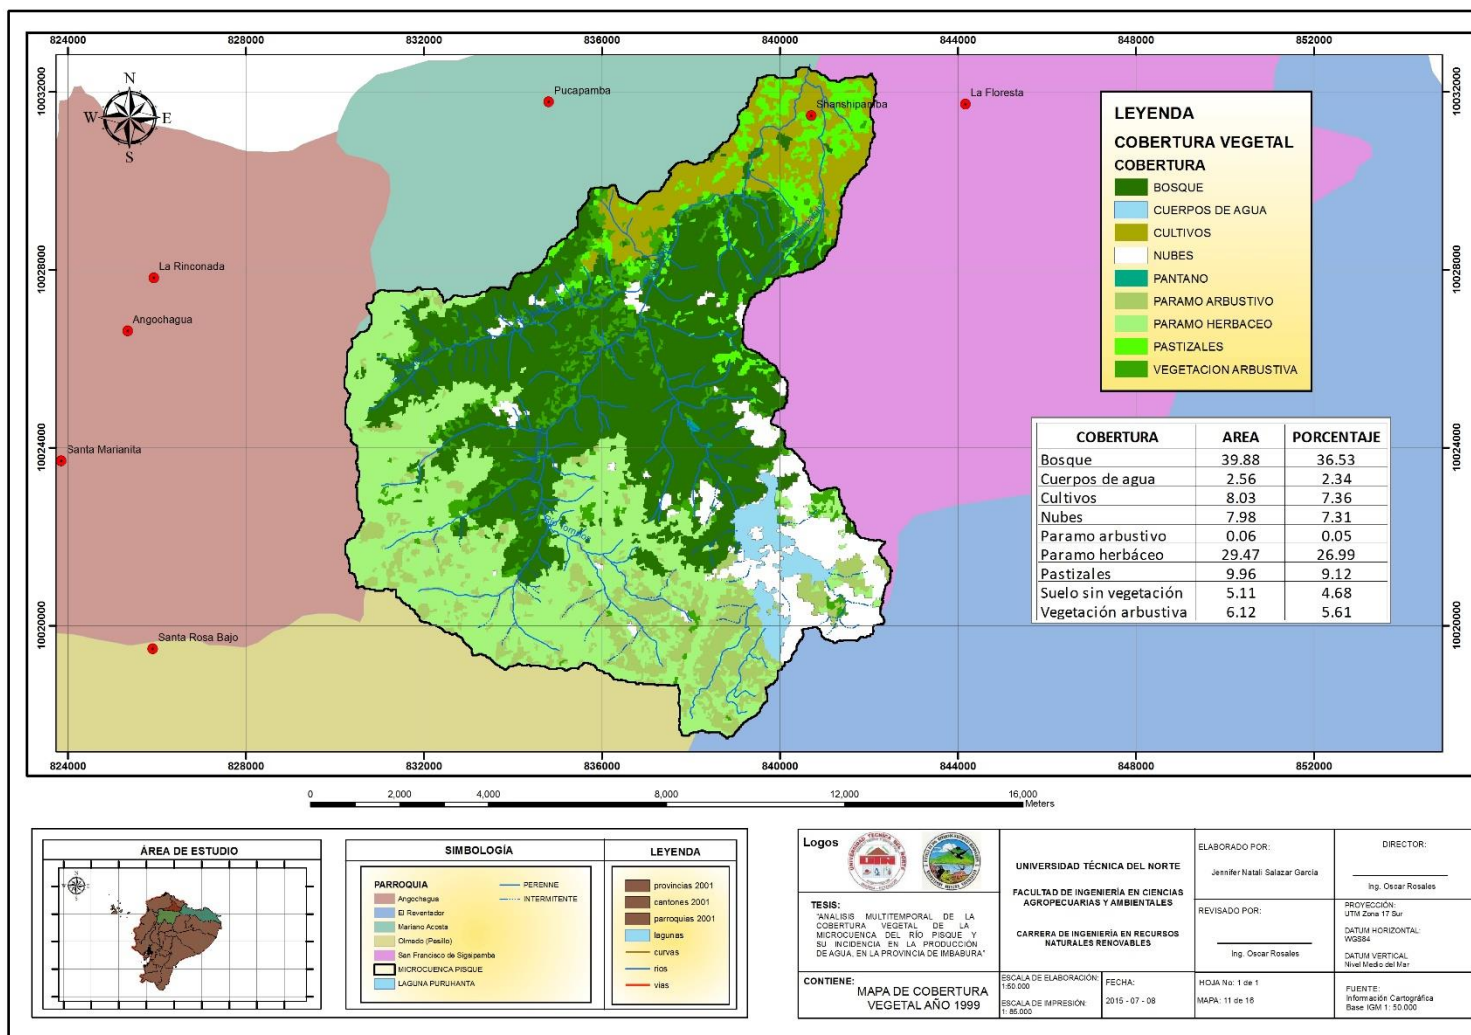 824000 828000 832000 836000 840000 844000 848000 852000
10032000 10032000
10028000 10028000
10024000 10024000
10020000 10020000
N
W E
S
Pucapamba
Shanshipamba
La Floresta
La Rinconada
Angochagua
Santa Marianita
Santa Rosa Bajo
LEYENDA
COBERTURA VEGETAL
COBERTURA
BOSQUE
CUERPOS DE AGUA
CULTIVOS
NUBES
PANTANO
PARAMO ARBUSTIVO
PARAMO HERBACEO
PASTIZALES
VEGETACION ARBUSTIVA
COBERTURA AREA PORCENTAJE
Bosque 39.88 36.53
Cuerpos de agua 2.56 2.34
Cultivos 8.03 7.36
Nubes 7.98 7.31
Paramo arbustivo 0.06 0.05
Paramo herbáceo 29.47 26.99
Pastizales 9.96 9.12
Suelo sin vegetación 5.11 4.68
Vegetación arbustiva 6.12 5.61
824000 828000 832000 836000 840000 844000 848000 852000
0 2,000 4,000 8,000 12,000 16,000
Meters
ÁREA DE ESTUDIO
SIMBOLOGÍA
PARROQUIA
Angochagua
El Reventador
Mariano Acosta
Olmedo (Pesillo)
San Francisco de Sigsipamba
MICROCUENCA PISQUE
LAGUNA PURUHANTA
PERENNE
INTERMITENTE
LEYENDA
provincias 2001
cantones 2001
parroquias 2001
lagunas
curvas
rios
vias
Logos
TESIS:
"ANALISIS MULTITEMPORAL DE LA
COBERTURA VEGETAL DE LA
MICROCUENCA DEL RÍO PISQUE Y
SU INCIDENCIA EN LA PRODUCCIÓN
DE AGUA, EN LA PROVINCIA DE IMBABURA"
CONTIENE:
MAPA DE COBERTURA
VEGETAL AÑO 1999
UNIVERSIDAD TÉCNICA DEL NORTE
FACULTAD DE INGENIERÍA EN CIENCIAS
AGROPECUARIAS Y AMBIENTALES
CARRERA DE INGENIERÍA EN RECURSOS
NATURALES RENOVABLES
ESCALA DE ELABORACIÓN:
1:50.000
ESCALA DE IMPRESIÓN:
1: 85.000
FECHA:
2015 - 07 - 08
ELABORADO POR:
Jennifer Natali Salazar García
REVISADO POR:
Ing. Oscar Rosales
HOJA No: 1 de 1
MAPA: 11 de 16
DIRECTOR:
Ing. Oscar Rosales
PROYECCIÓN:
UTM Zona 17 Sur
DATUM HORIZONTAL:
WGS84
DATUM VERTICAL
Nivel Medio del Mar
FUENTE:
Información Cartográfica
Base IGM 1: 50.000